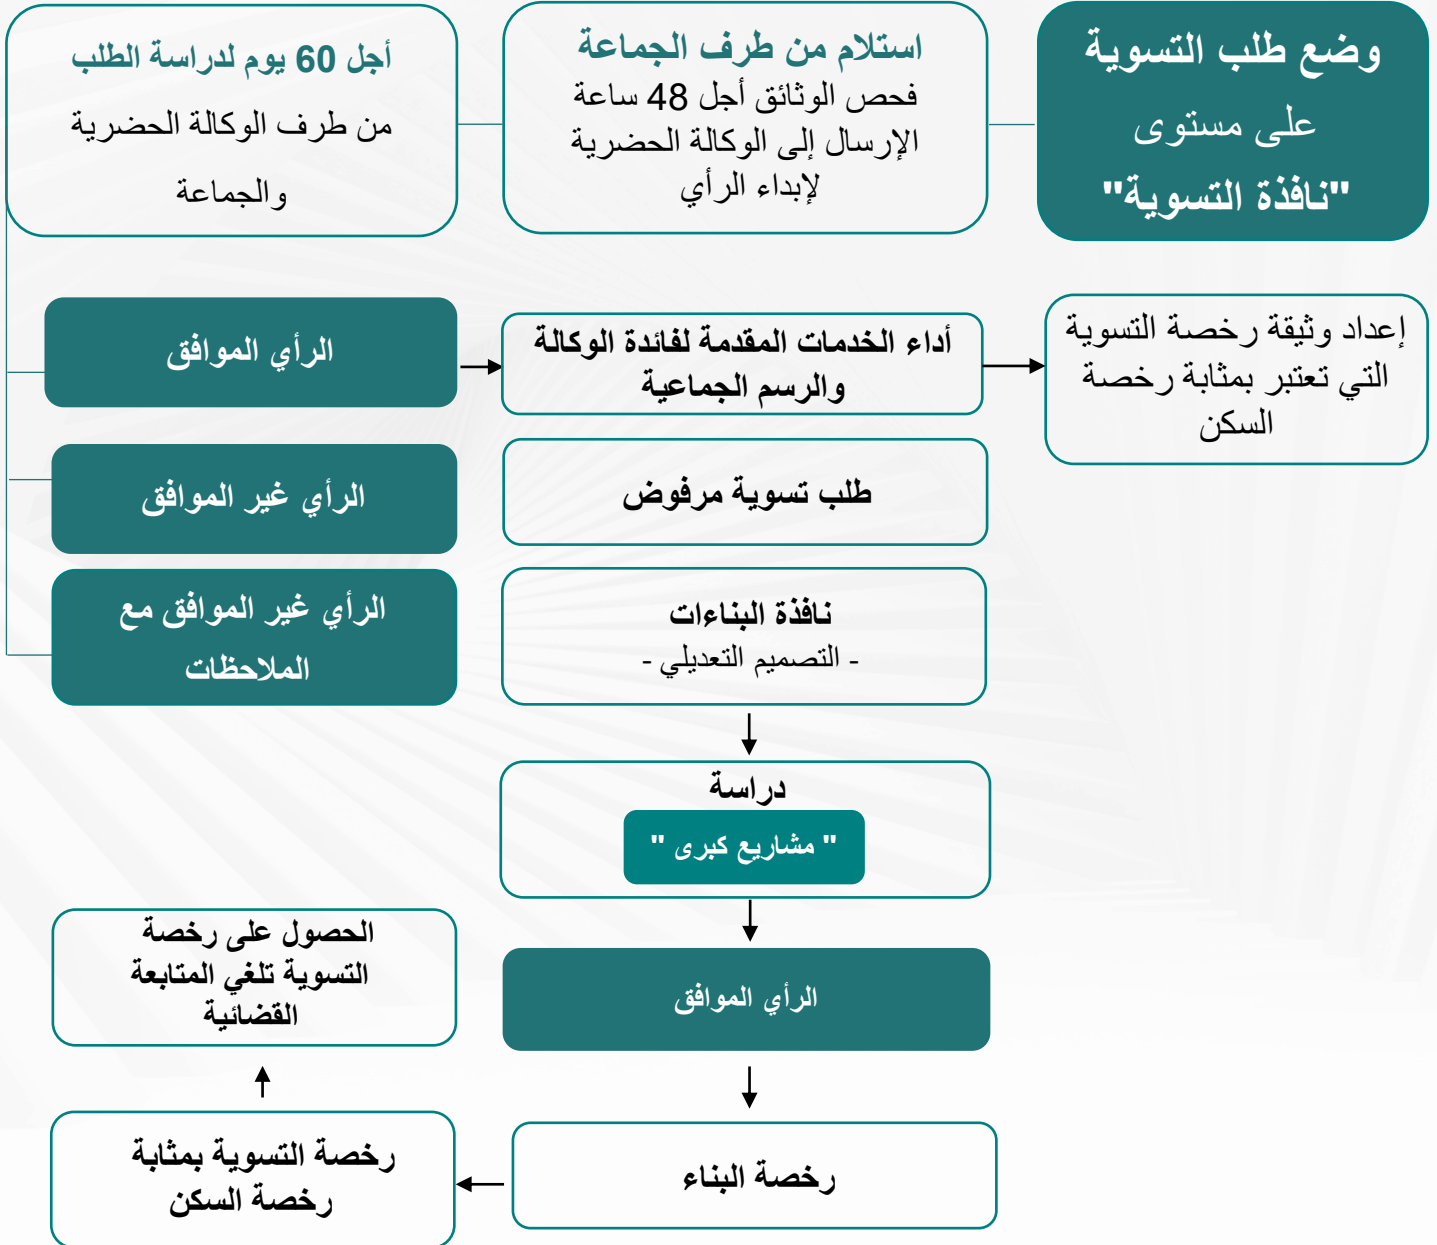 وضع طلب التسوية
على مستوى
"نافذة التسوية"
استلام من طرف الجماعة
فحص الوثائق أجل 48 ساعة
الإرسال إلى الوكالة الحضرية
لإبداء الرأي
أجل 60 يوم لدراسة الطلب
من طرف الوكالة الحضرية
والجماعة
الرأي الموافق
أداء الخدمات المقدمة لفائدة الوكالة
والرسم الجماعية
إعداد وثيقة رخصة التسوية
التي تعتبر بمثابة رخصة
السكن
الرأي غير الموافق
طلب تسوية مرفوض
الرأي غير الموافق مع
الملاحظات
نافذة البناءات
- التصميم التعديلي -
دراسة
" مشاريع كبرى "
الرأي الموافق
رخصة البناء
رخصة التسوية بمثابة
رخصة السكن
الحصول على رخصة
التسوية تلغي المتابعة
القضائية